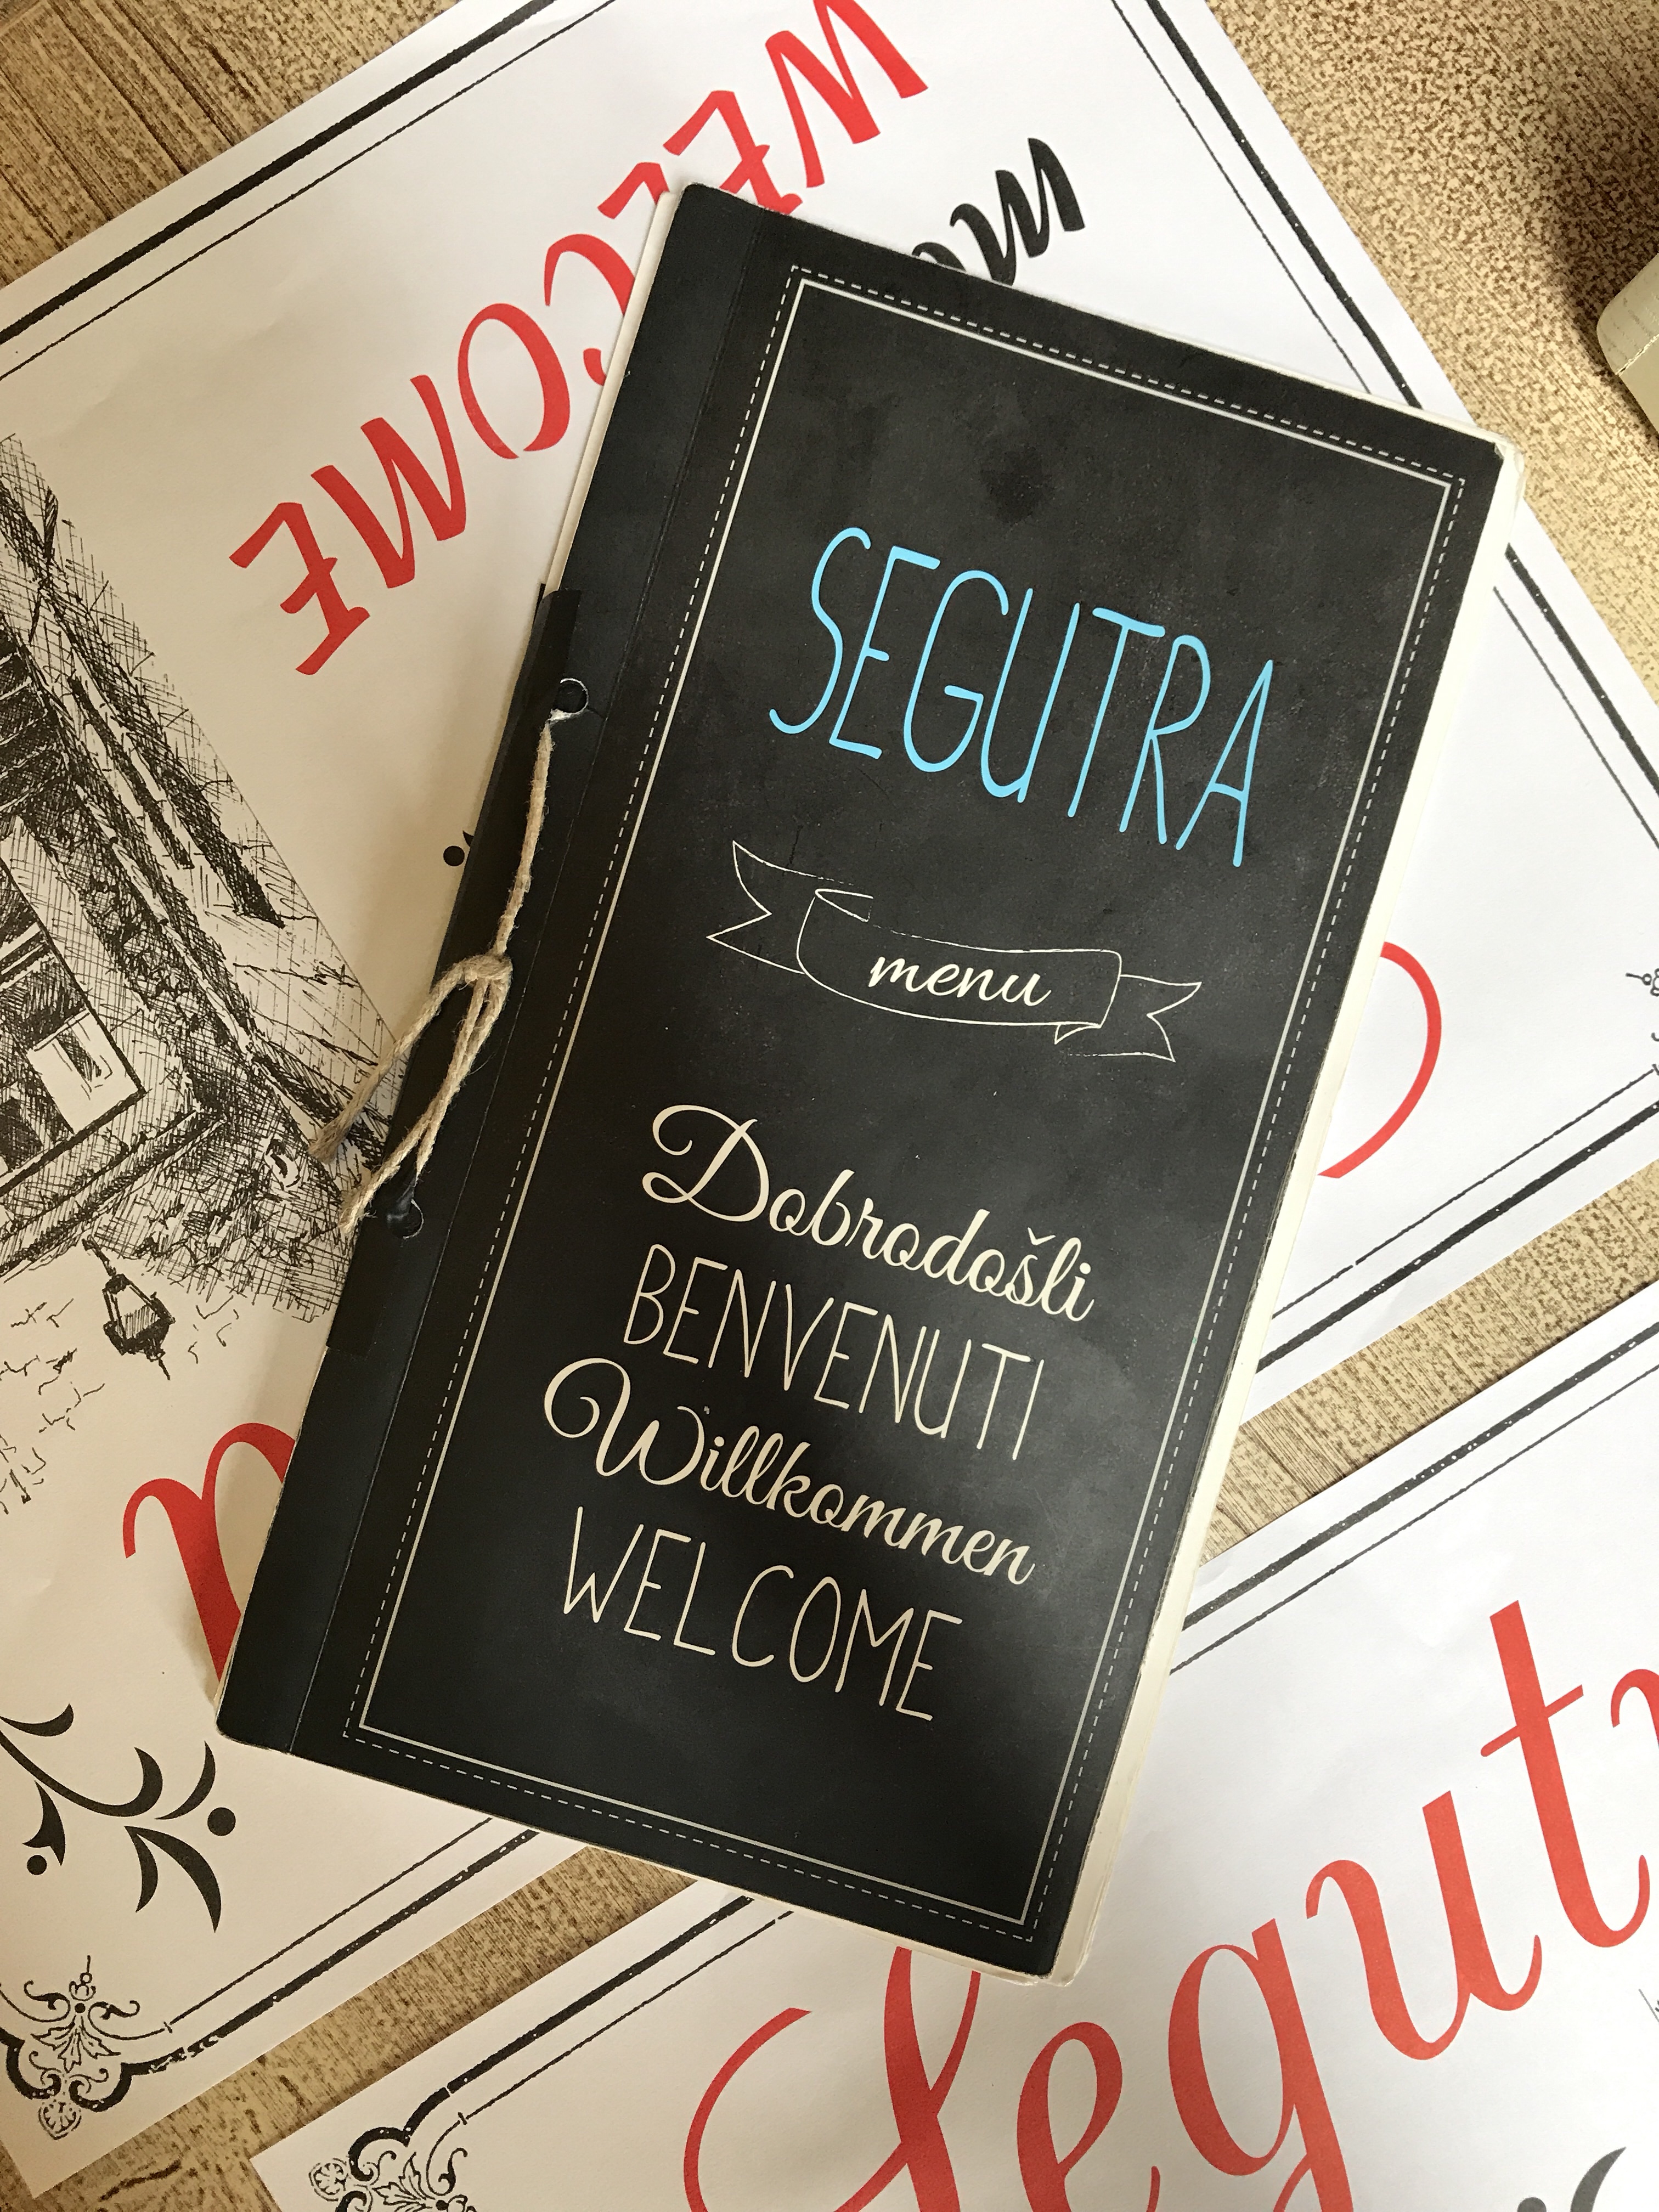 WELCOME
SEGUTRA
menu
Dobrodošli
BENVENUTI
Willkommen
WELCOME